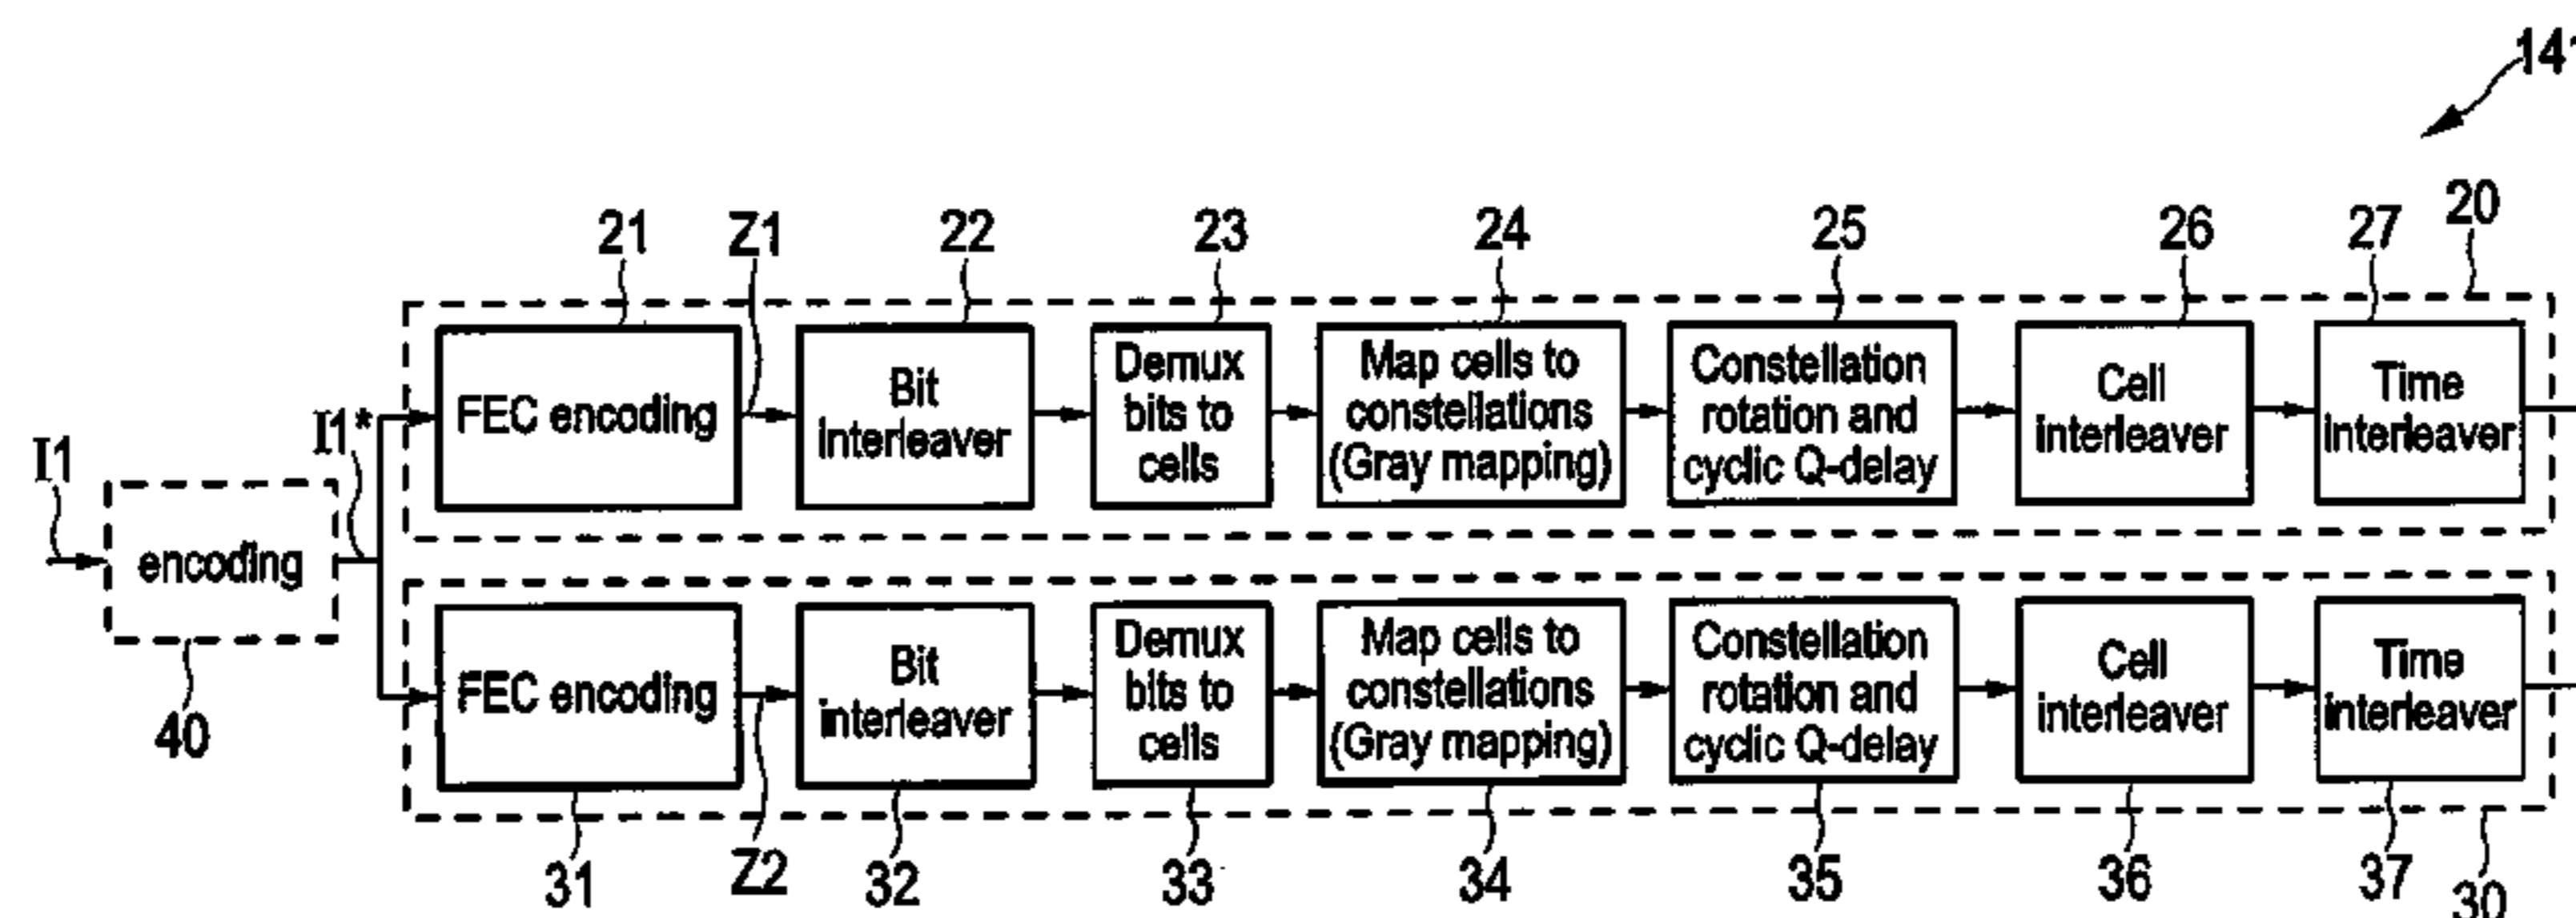 21
Z1
22
23
24
25
26
27
20
FEC encoding
Bit
interleaver
Demux
bits to
cells
Map cells to
constellations
(Gray mapping)
Constellation
rotation and
cyclic Q-delay
Cell
interleaver
Time
interleaver
I1
I1*
encoding
40
FEC encoding
Bit
interleaver
Demux
bits to
cells
Map cells to
constellations
(Gray mapping)
Constellation
rotation and
cyclic Q-delay
Cell
interleaver
Time
interleaver
31
Z2
32
33
34
35
36
37
30